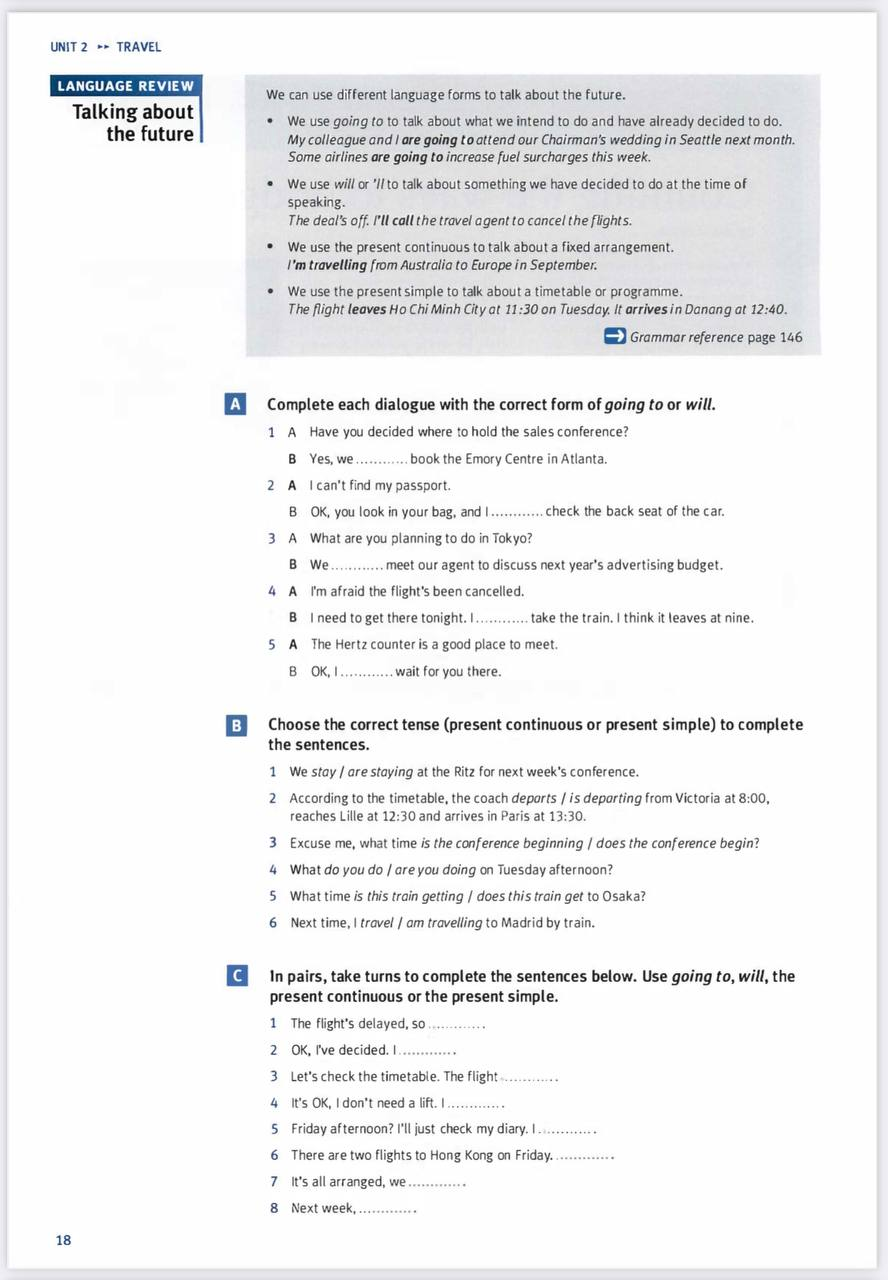 UNIT 2 ►► TRAVEL
LANGUAGE REVIEW
Talking about
the future
We can use different language forms to talk about the future.
• We use going to to talk about what we intend to do and have already decided to do.
My colleague and I are going to attend our Chairman's wedding in Seattle next month.
Some airlines are going to increase fuel surcharges this week.
• We use will or 'll to talk about something we have decided to do at the time of
speaking.
The deal's off. I'll call the travel agent to cancel the flights.
• We use the present continuous to talk about a fixed arrangement.
I'm travelling from Australia to Europe in September.
• We use the present simple to talk about a timetable or programme.
The flight leaves Ho Chi Minh City at 11:30 on Tuesday. It arrives in Danang at 12:40.
Grammar reference page 146
A Complete each dialogue with the correct form of going to or will.
1 A Have you decided where to hold the sales conference?
B Yes, we ............ book the Emory Centre in Atlanta.
2 A I can't find my passport.
B OK, you look in your bag, and I ............ check the back seat of the car.
3 A What are you planning to do in Tokyo?
B We ............ meet our agent to discuss next year's advertising budget.
4 A I'm afraid the flight's been cancelled.
B I need to get there tonight. I ............ take the train. I think it leaves at nine.
5 A The Hertz counter is a good place to meet.
B OK, I ............ wait for you there.
B Choose the correct tense (present continuous or present simple) to complete
the sentences.
1 We stay / are staying at the Ritz for next week's conference.
2 According to the timetable, the coach departs / is departing from Victoria at 8:00,
reaches Lille at 12:30 and arrives in Paris at 13:30.
3 Excuse me, what time is the conference beginning / does the conference begin?
4 What do you do / are you doing on Tuesday afternoon?
5 What time is this train getting / does this train get to Osaka?
6 Next time, I travel / am travelling to Madrid by train.
C In pairs, take turns to complete the sentences below. Use going to, will, the
present continuous or the present simple.
1 The flight's delayed, so ............
2 OK, I've decided. I ............
3 Let's check the timetable. The flight ............
4 It's OK, I don't need a lift. I ............
5 Friday afternoon? I'll just check my diary. I ............
6 There are two flights to Hong Kong on Friday. ............
7 It's all arranged, we ............
8 Next week, ............
18